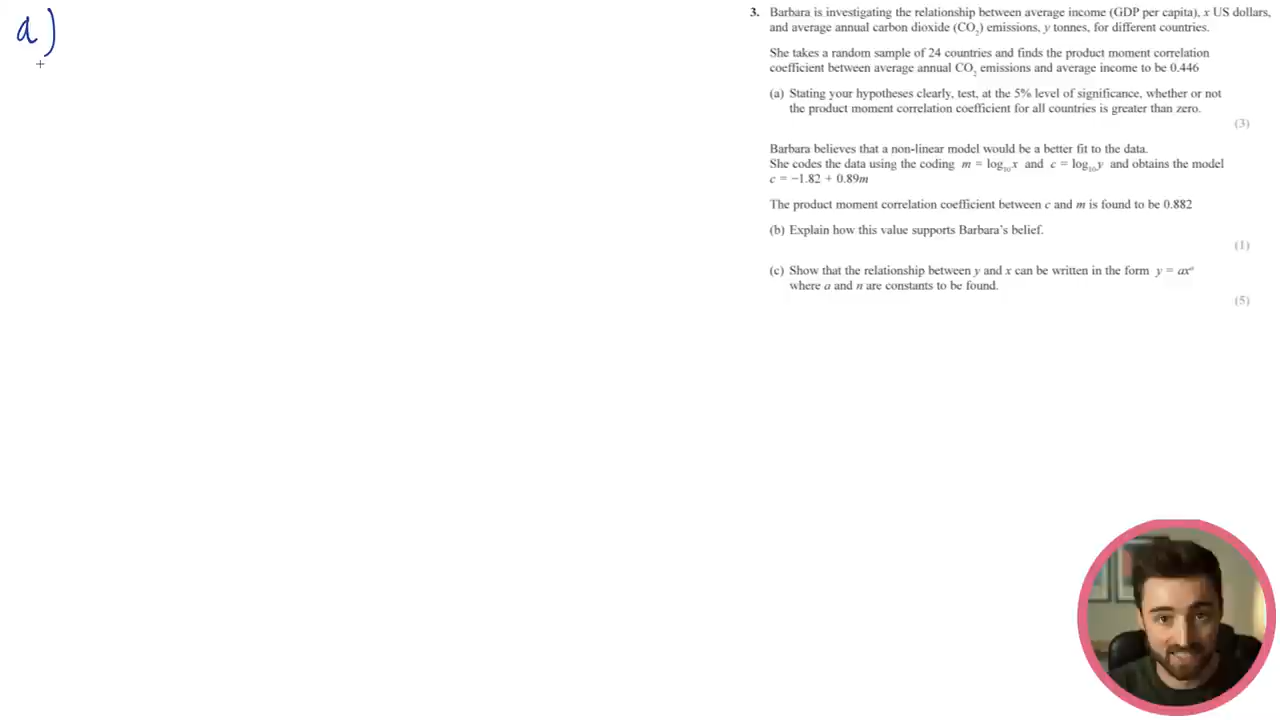 a)
3. Barbara is investigating the relationship between average income (GDP per capita), x US dollars,
and average annual carbon dioxide (CO₂) emissions, y tonnes, for different countries.
She takes a random sample of 24 countries and finds the product moment correlation
coefficient between average annual CO₂ emissions and average income to be 0.446
(a) Stating your hypotheses clearly, test, at the 5% level of significance, whether or not
the product moment correlation coefficient for all countries is greater than zero.
(3)
Barbara believes that a non-linear model would be a better fit to the data.
She codes the data using the coding m = log₁₀x and c = log₁₀y and obtains the model
c = −1.82 + 0.89m
The product moment correlation coefficient between c and m is found to be 0.882
(b) Explain how this value supports Barbara's belief.
(1)
(c) Show that the relationship between y and x can be written in the form y = axⁿ
where a and n are constants to be found.
(5)